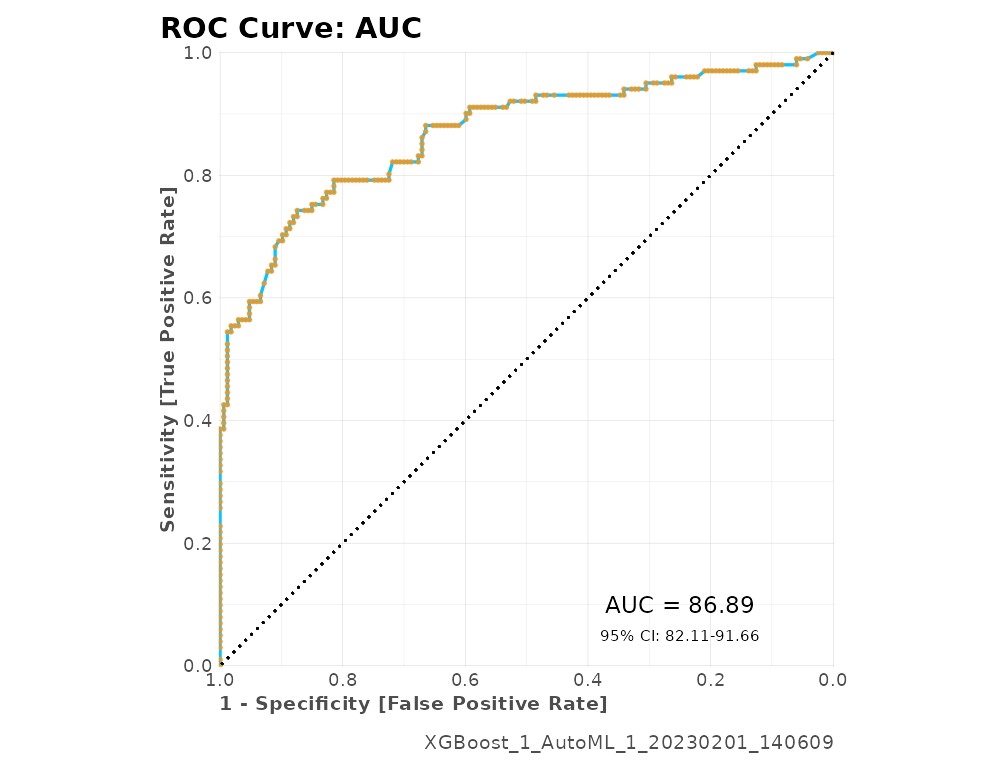 ROC Curve: AUC
1.0
0.8
0.6
0.4
0.2
0.0
Sensitivity [True Positive Rate]
AUC = 86.89
95% CI: 82.11-91.66
1.0 0.8 0.6 0.4 0.2 0.0
1 - Specificity [False Positive Rate]
XGBoost_1_AutoML_1_20230201_140609